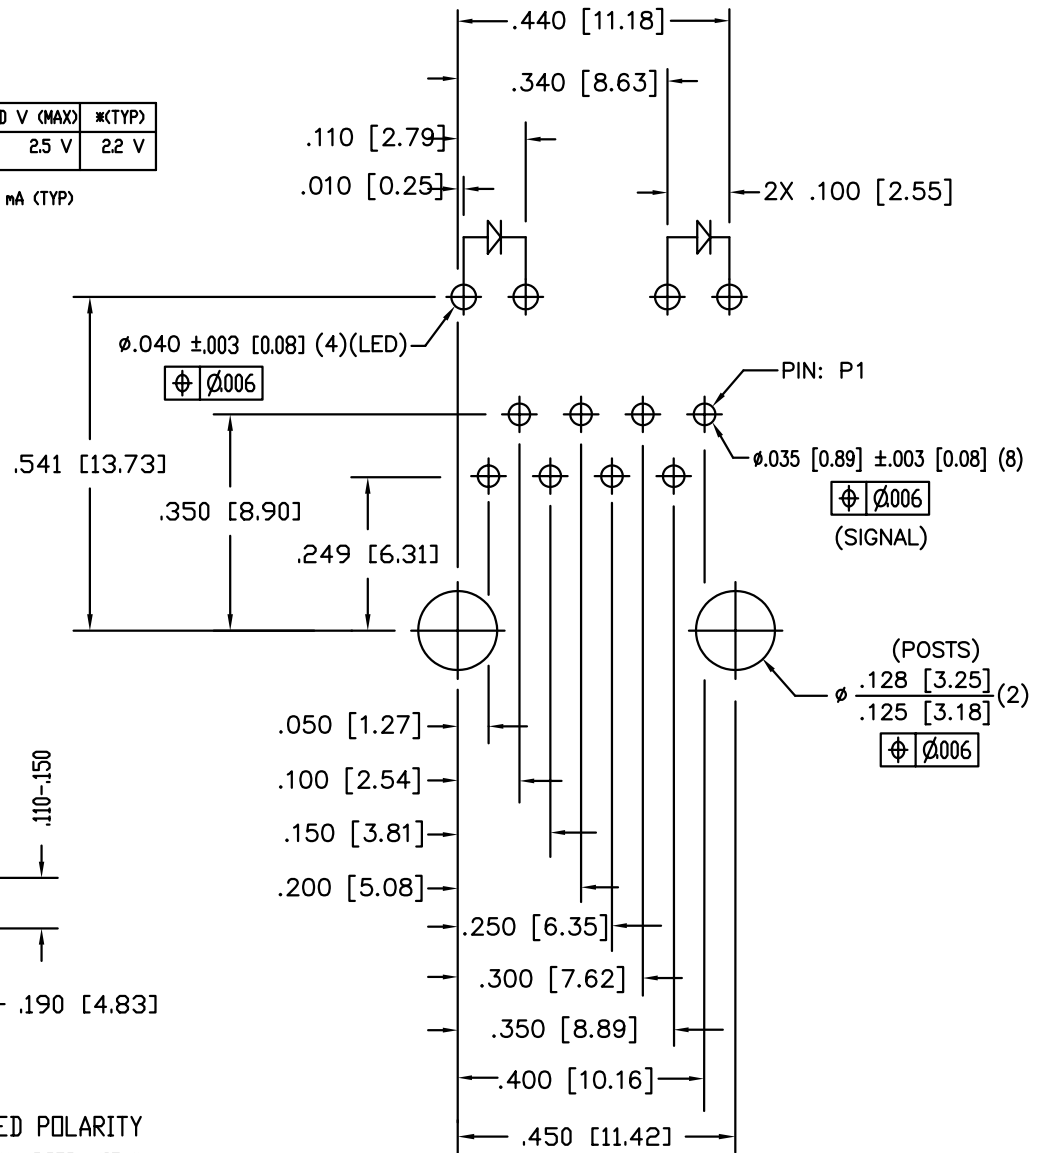 .440 [11.18]
.340 [8.63]
D V (MAX) *(TYP)
2.5 V 2.2 V
mA (TYP)
.110 [2.79]
.010 [0.25]
2X .100 [2.55]
ø.040 ±.003 [0.08] (4)(LED)
⌖ Ø.006
PIN: P1
.541 [13.73]
ø.035 [0.89] ±.003 [0.08] (8)
⌖ Ø.006
(SIGNAL)
.350 [8.90]
.249 [6.31]
(POSTS)
ø .128 [3.25]
.125 [3.18] (2)
⌖ Ø.006
.050 [1.27]
.110-.150
.100 [2.54]
.150 [3.81]
.200 [5.08]
.250 [6.35]
.300 [7.62]
.190 [4.83]
.350 [8.89]
.400 [10.16]
ED POLARITY
.450 [11.42]